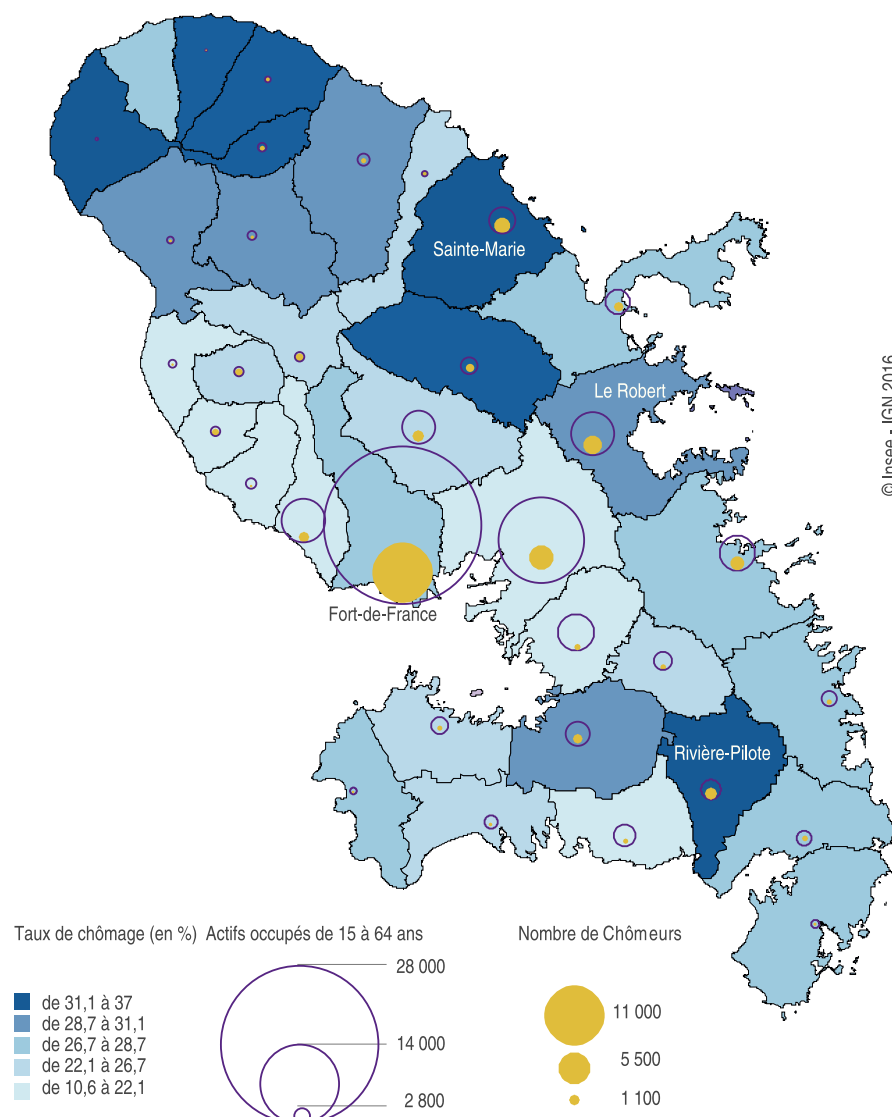 Sainte-Marie
Le Robert
© Insee - IGN 2016
Fort-de-France
Rivière-Pilote
Taux de chômage (en %)
de 31,1 à 37
de 28,7 à 31,1
de 26,7 à 28,7
de 22,1 à 26,7
de 10,6 à 22,1
Actifs occupés de 15 à 64 ans
28 000
14 000
2 800
Nombre de Chômeurs
11 000
5 500
1 100